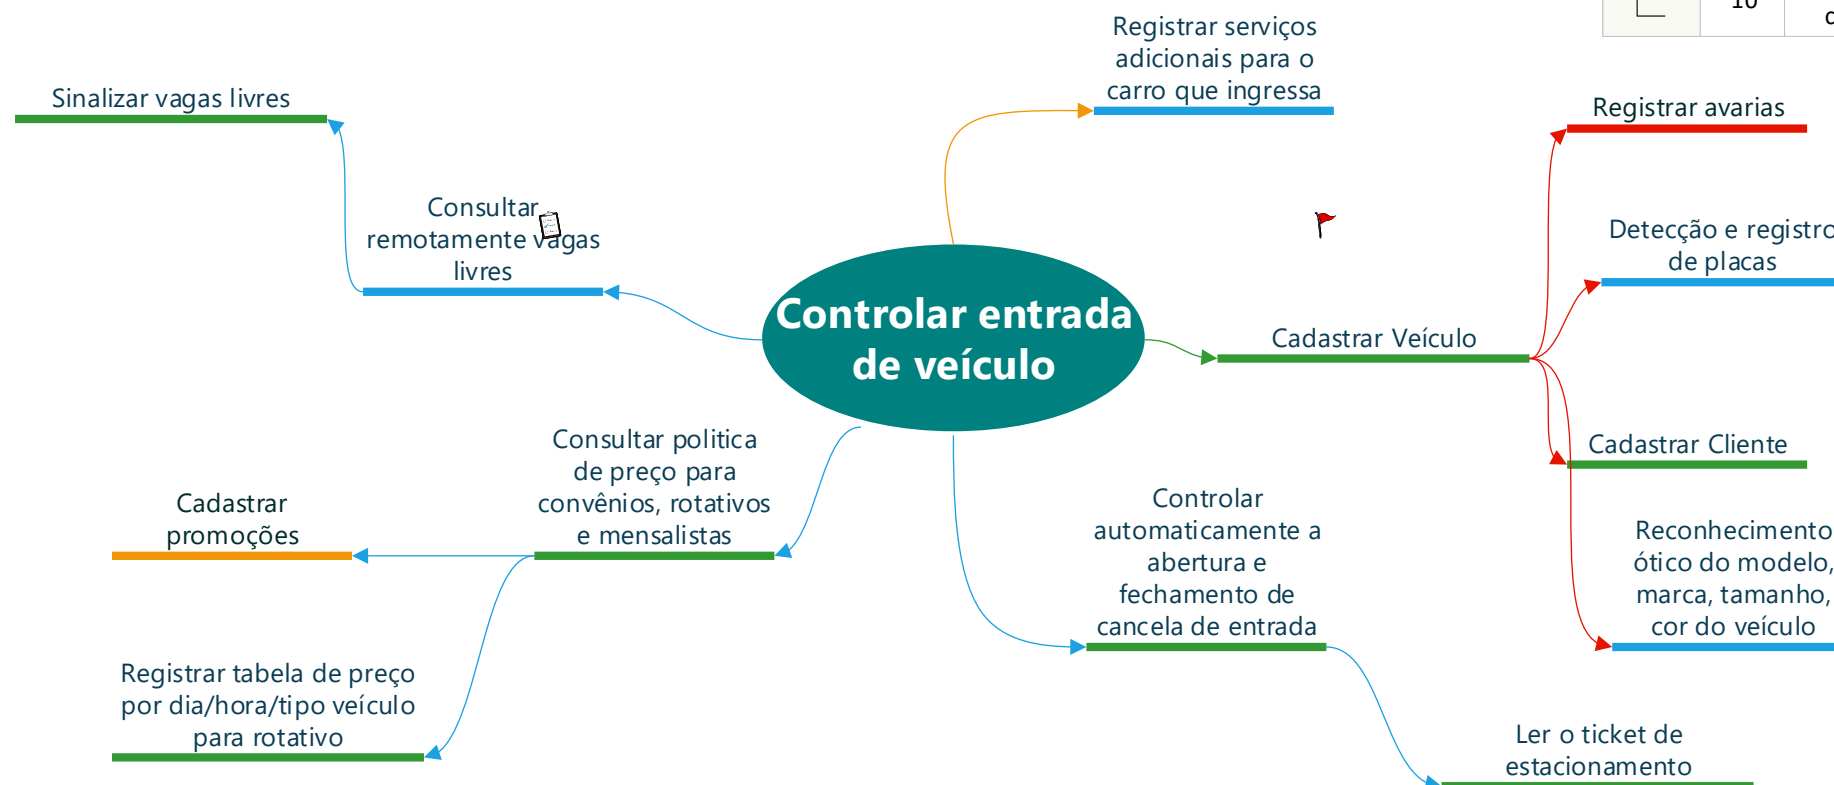 Registrar serviços
adicionais para o
carro que ingressa
10
Sinalizar vagas livres
Registrar avarias
Consultar
remotamente vagas
livres
Detecção e registro
de placas
Controlar entrada
de veículo
Cadastrar Veículo
Consultar politica
de preço para
convênios, rotativos
e mensalistas
Cadastrar Cliente
Cadastrar
promoções
Controlar
automaticamente a
abertura e
fechamento de
cancela de entrada
Reconhecimento
ótico do modelo,
marca, tamanho,
cor do veículo
Registrar tabela de preço
por dia/hora/tipo veículo
para rotativo
Ler o ticket de
estacionamento